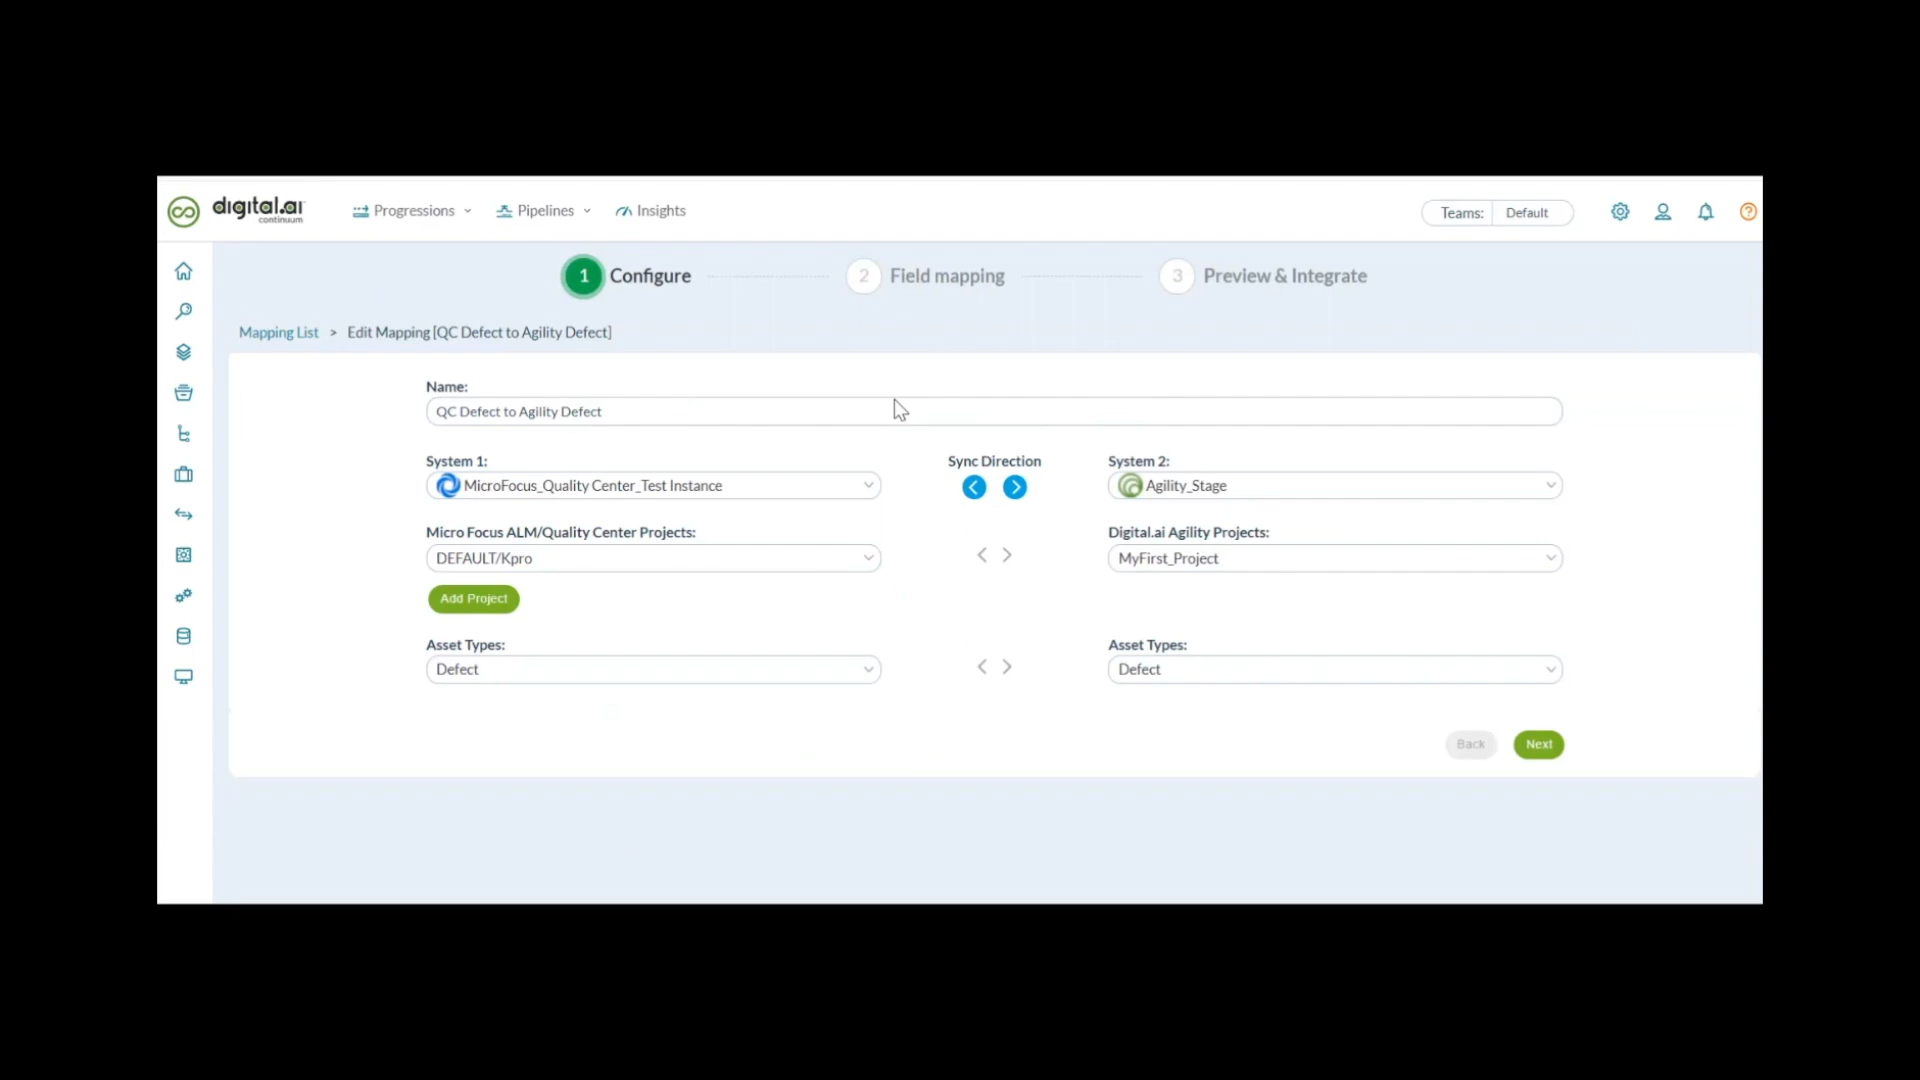 digital.ai
continuum
Progressions
Pipelines
Insights
Teams: Default
?
1 Configure
2 Field mapping
3 Preview & Integrate
Mapping List > Edit Mapping [QC Defect to Agility Defect]
Name:
QC Defect to Agility Defect
System 1:
Sync Direction
System 2:
MicroFocus_Quality Center_Test Instance
Agility_Stage
Micro Focus ALM/Quality Center Projects:
Digital.ai Agility Projects:
DEFAULT/Kpro
MyFirst_Project
Add Project
Asset Types:
Asset Types:
Defect
Defect
Back
Next